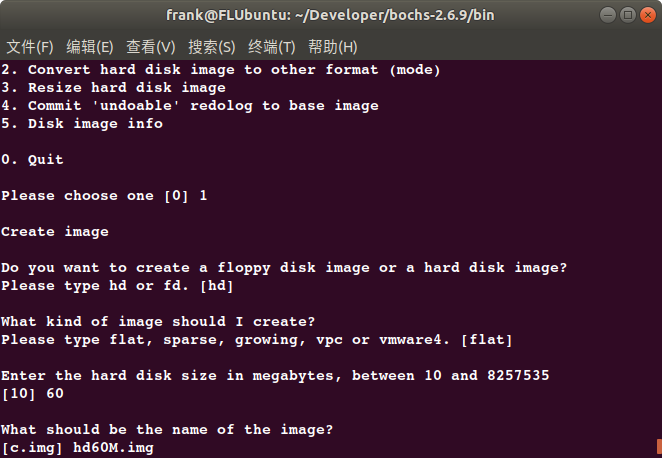 frank@FLUbuntu: ~/Developer/bochs-2.6.9/bin
文件(F) 编辑(E) 查看(V) 搜索(S) 终端(T) 帮助(H)
2. Convert hard disk image to other format (mode)
3. Resize hard disk image
4. Commit 'undoable' redolog to base image
5. Disk image info
0. Quit
Please choose one [0] 1
Create image
Do you want to create a floppy disk image or a hard disk image?
Please type hd or fd. [hd]
What kind of image should I create?
Please type flat, sparse, growing, vpc or vmware4. [flat]
Enter the hard disk size in megabytes, between 10 and 8257535
[10] 60
What should be the name of the image?
[c.img] hd60M.img